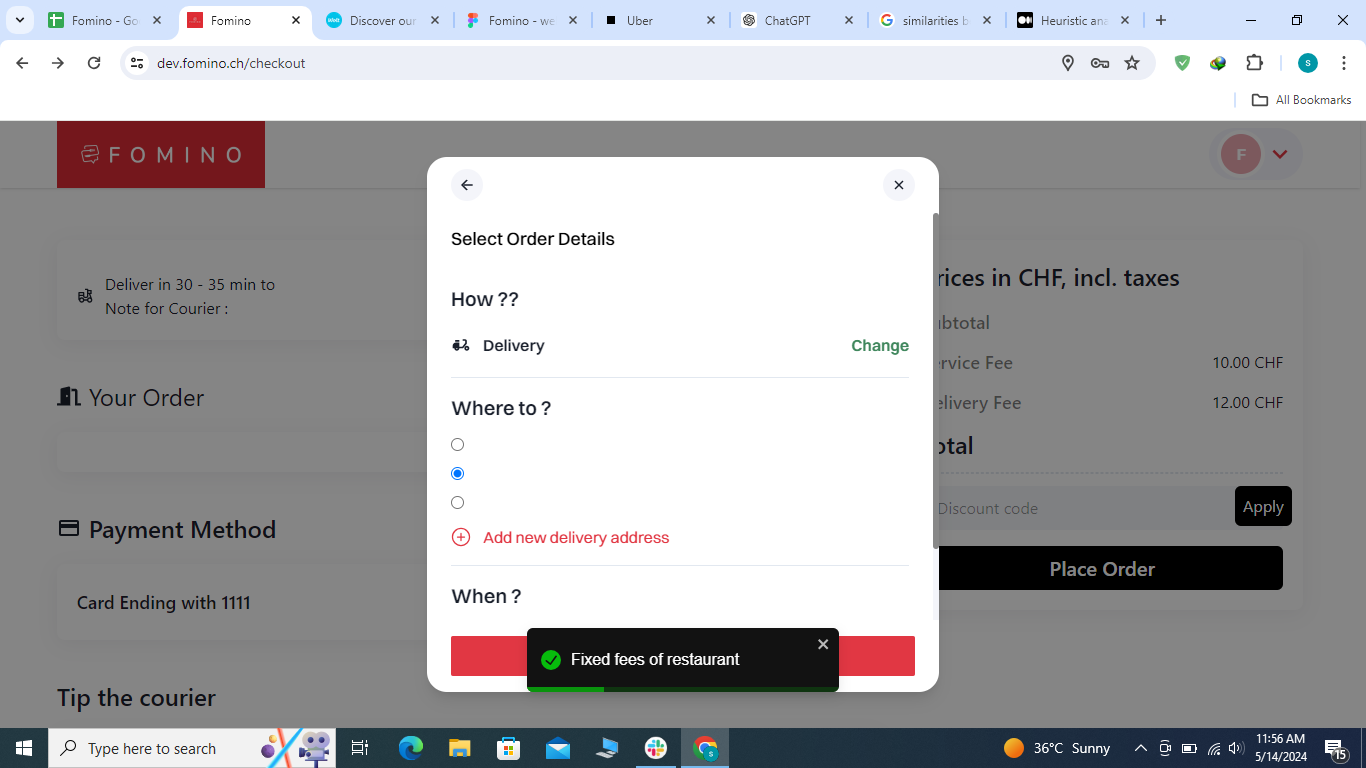 Fomino - Go
Fomino
Discover our
Fomino - we
Uber
ChatGPT
similarities b
Heuristic ana
dev.fomino.ch/checkout
S
All Bookmarks
FOMINO
F
Select Order Details
Deliver in 30 - 35 min to
Note for Courier :
How ??
Delivery
Change
Your Order
Where to ?
Add new delivery address
When ?
Payment Method
Card Ending with 1111
Tip the courier
rices in CHF, incl. taxes
ubtotal
ervice Fee
10.00 CHF
elivery Fee
12.00 CHF
otal
Discount code
Apply
Place Order
Fixed fees of restaurant
Type here to search
36°C Sunny
11:56 AM
5/14/2024
15